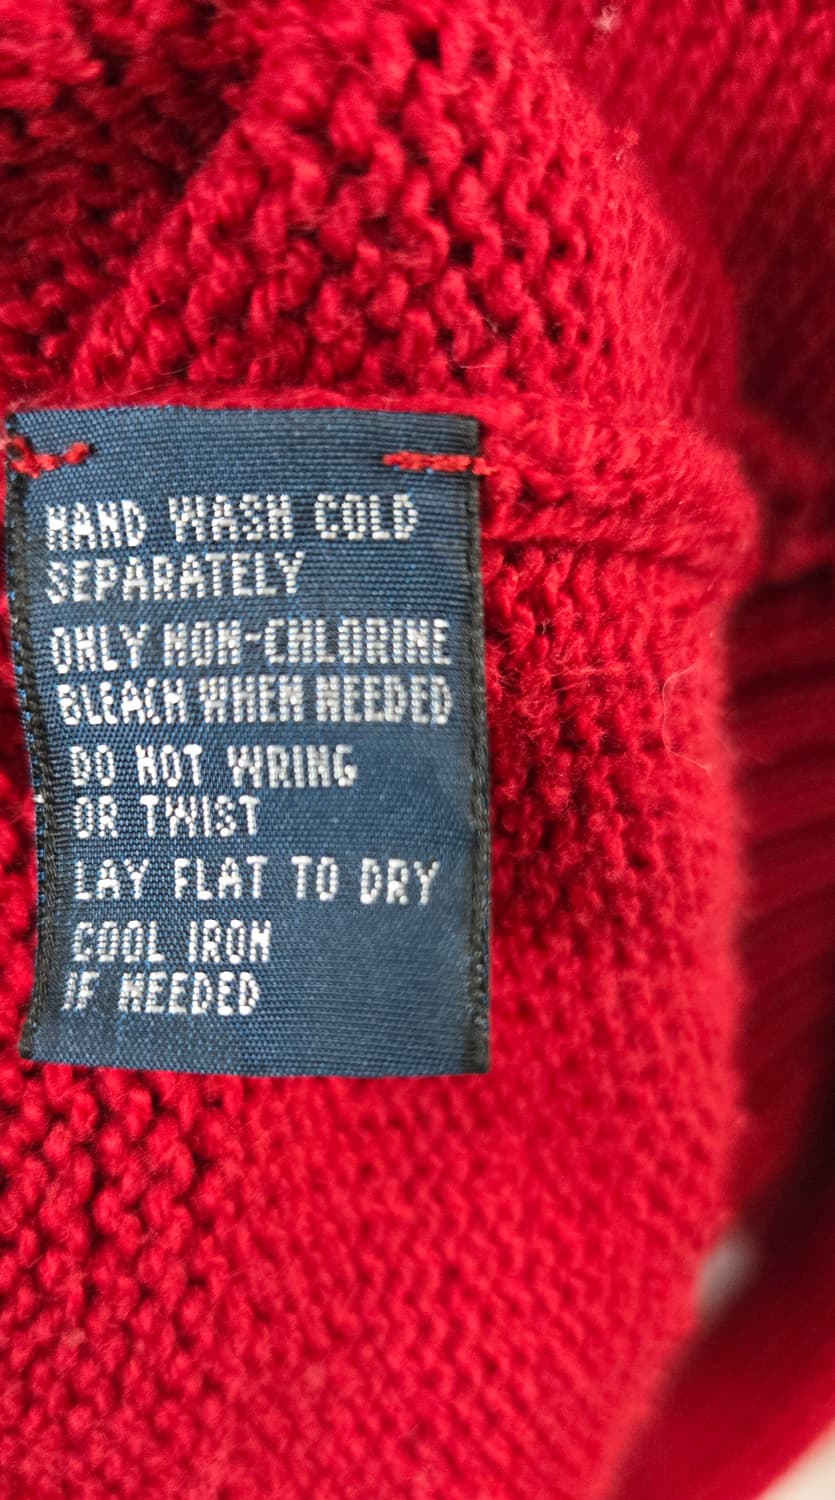 HAND WASH COLD
SEPARATELY
ONLY NON-CHLORINE
BLEACH WHEN NEEDED
DO NOT WRING
OR TWIST
LAY FLAT TO DRY
COOL IRON
IF NEEDED